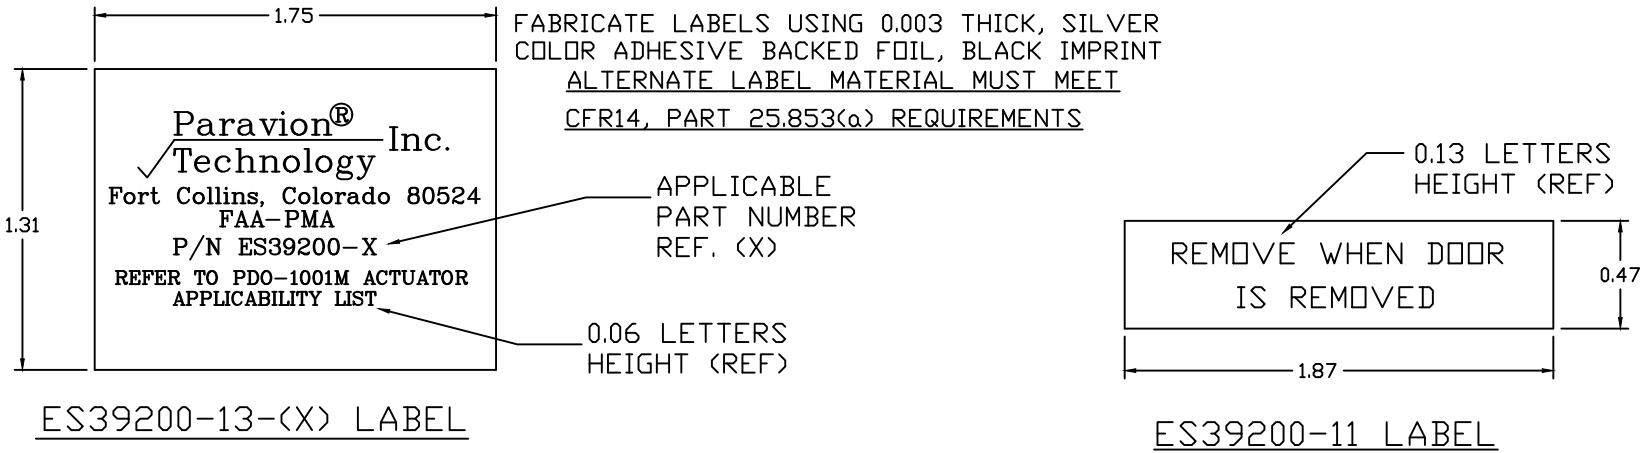 1.75
FABRICATE LABELS USING 0.003 THICK, SILVER
COLOR ADHESIVE BACKED FOIL, BLACK IMPRINT
ALTERNATE LABEL MATERIAL MUST MEET
CFR14, PART 25.853(a) REQUIREMENTS
1.31
Paravion®
Technology
Inc.
Fort Collins, Colorado 80524
FAA-PMA
P/N ES39200-X
REFER TO PDO-1001M ACTUATOR
APPLICABILITY LIST
APPLICABLE
PART NUMBER
REF. (X)
0.06 LETTERS
HEIGHT (REF)
ES39200-13-(X) LABEL
0.13 LETTERS
HEIGHT (REF)
REMOVE WHEN DOOR
IS REMOVED
0.47
1.87
ES39200-11 LABEL